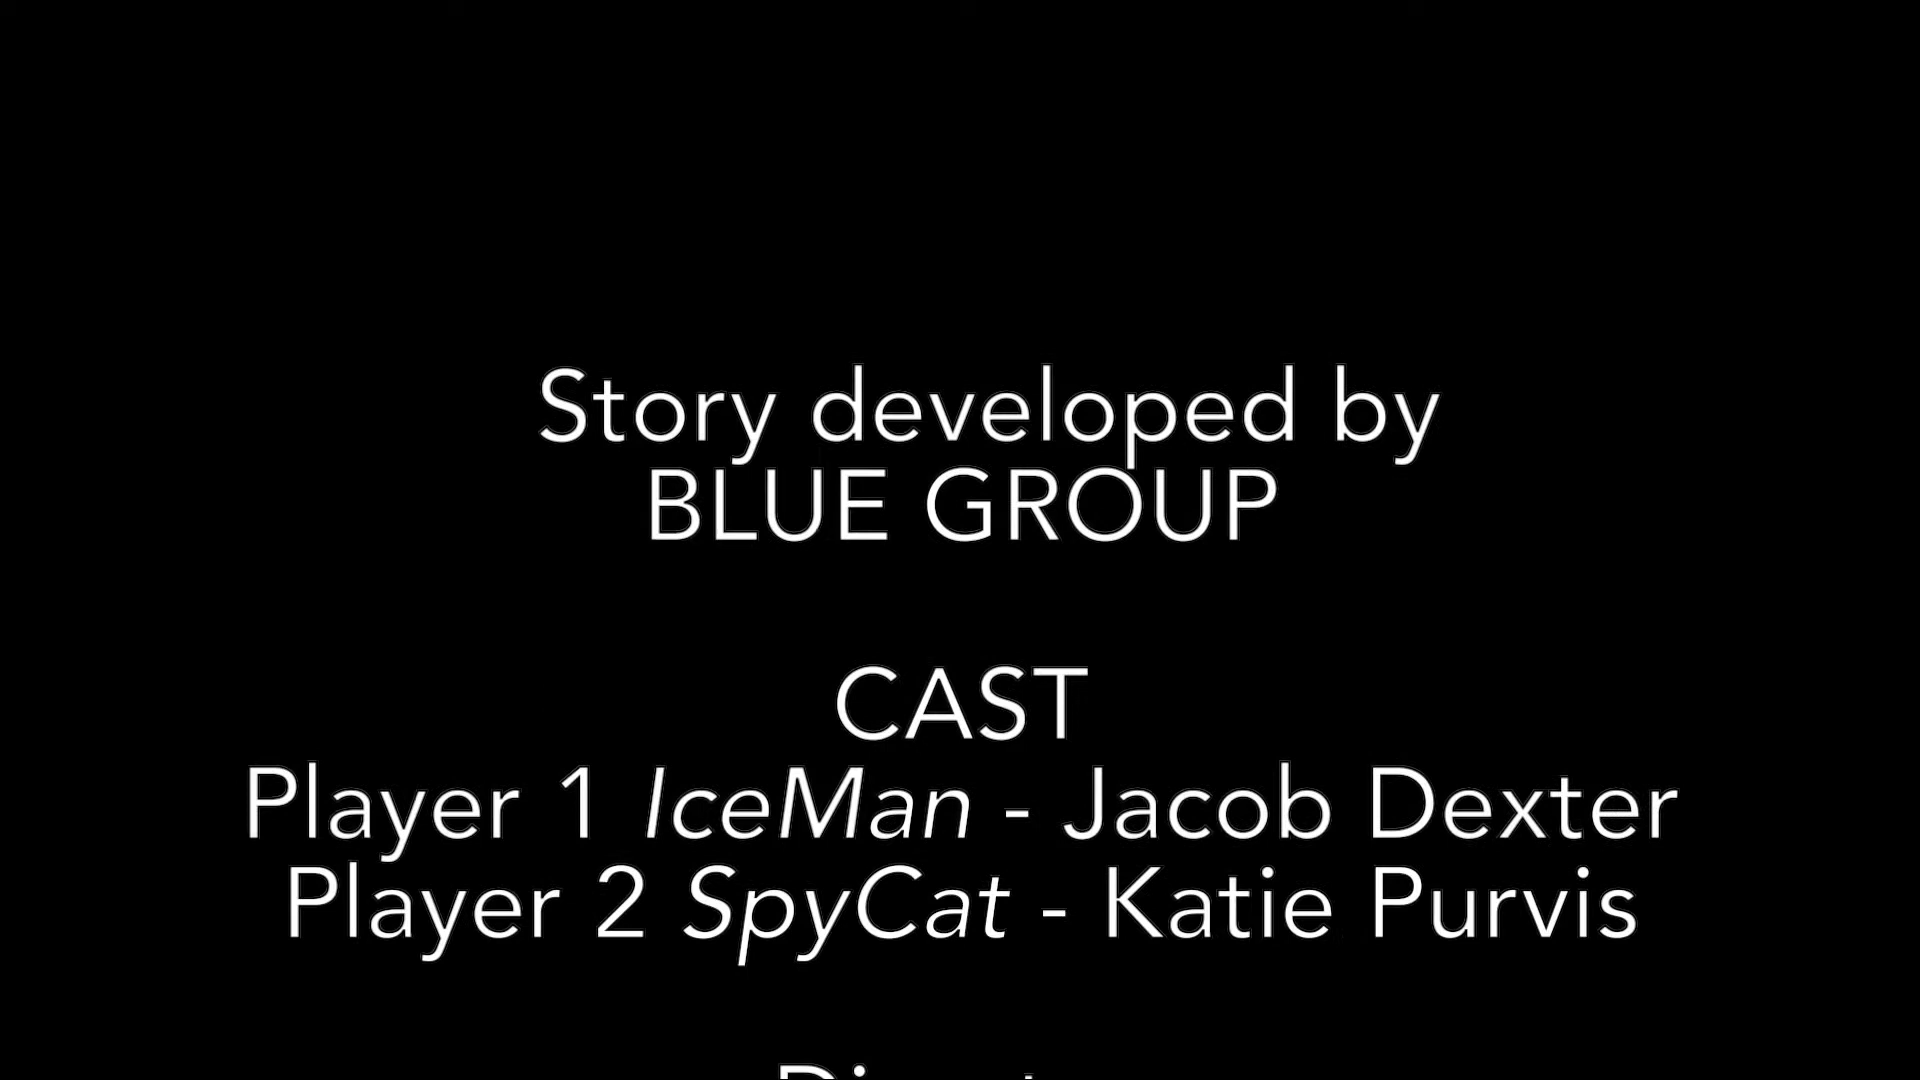 Story developed by
BLUE GROUP
CAST
Player 1 IceMan - Jacob Dexter
Player 2 SpyCat - Katie Purvis